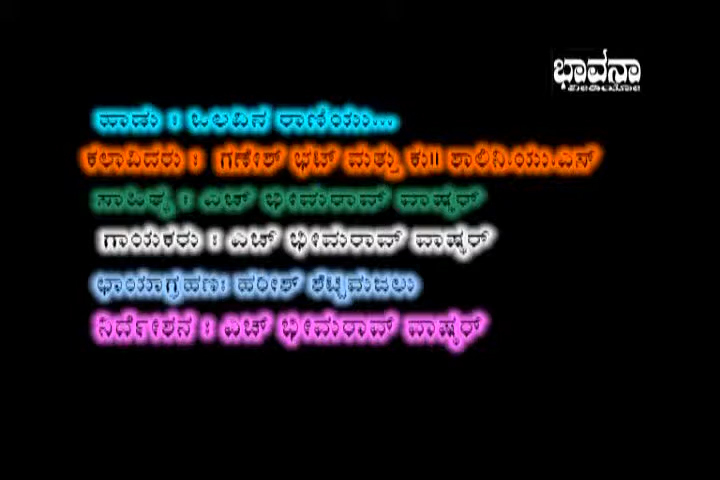 ಭಾವನಾ
ಹಾಡು : ಒಲವಿನ ರಾಣಿಯು...
ಕಲಾವಿದರು : ಗಣೇಶ್ ಭಟ್ ಮತ್ತು ಕು|| ಶಾಲಿನಿ.ಯು.ಎಸ್
ಸಾಹಿತ್ಯ : ಎಚ್ ಭೀಮರಾವ್ ವಾಷ್ಠರ್
ಗಾಯಕರು : ಎಚ್ ಭೀಮರಾವ್ ವಾಷ್ಠರ್
ಛಾಯಾಗ್ರಹಣ: ಹರೀಶ್ ಶೆಟ್ಟಿಮಜಲು
ನಿರ್ದೇಶನ : ಎಚ್ ಭೀಮರಾವ್ ವಾಷ್ಠರ್